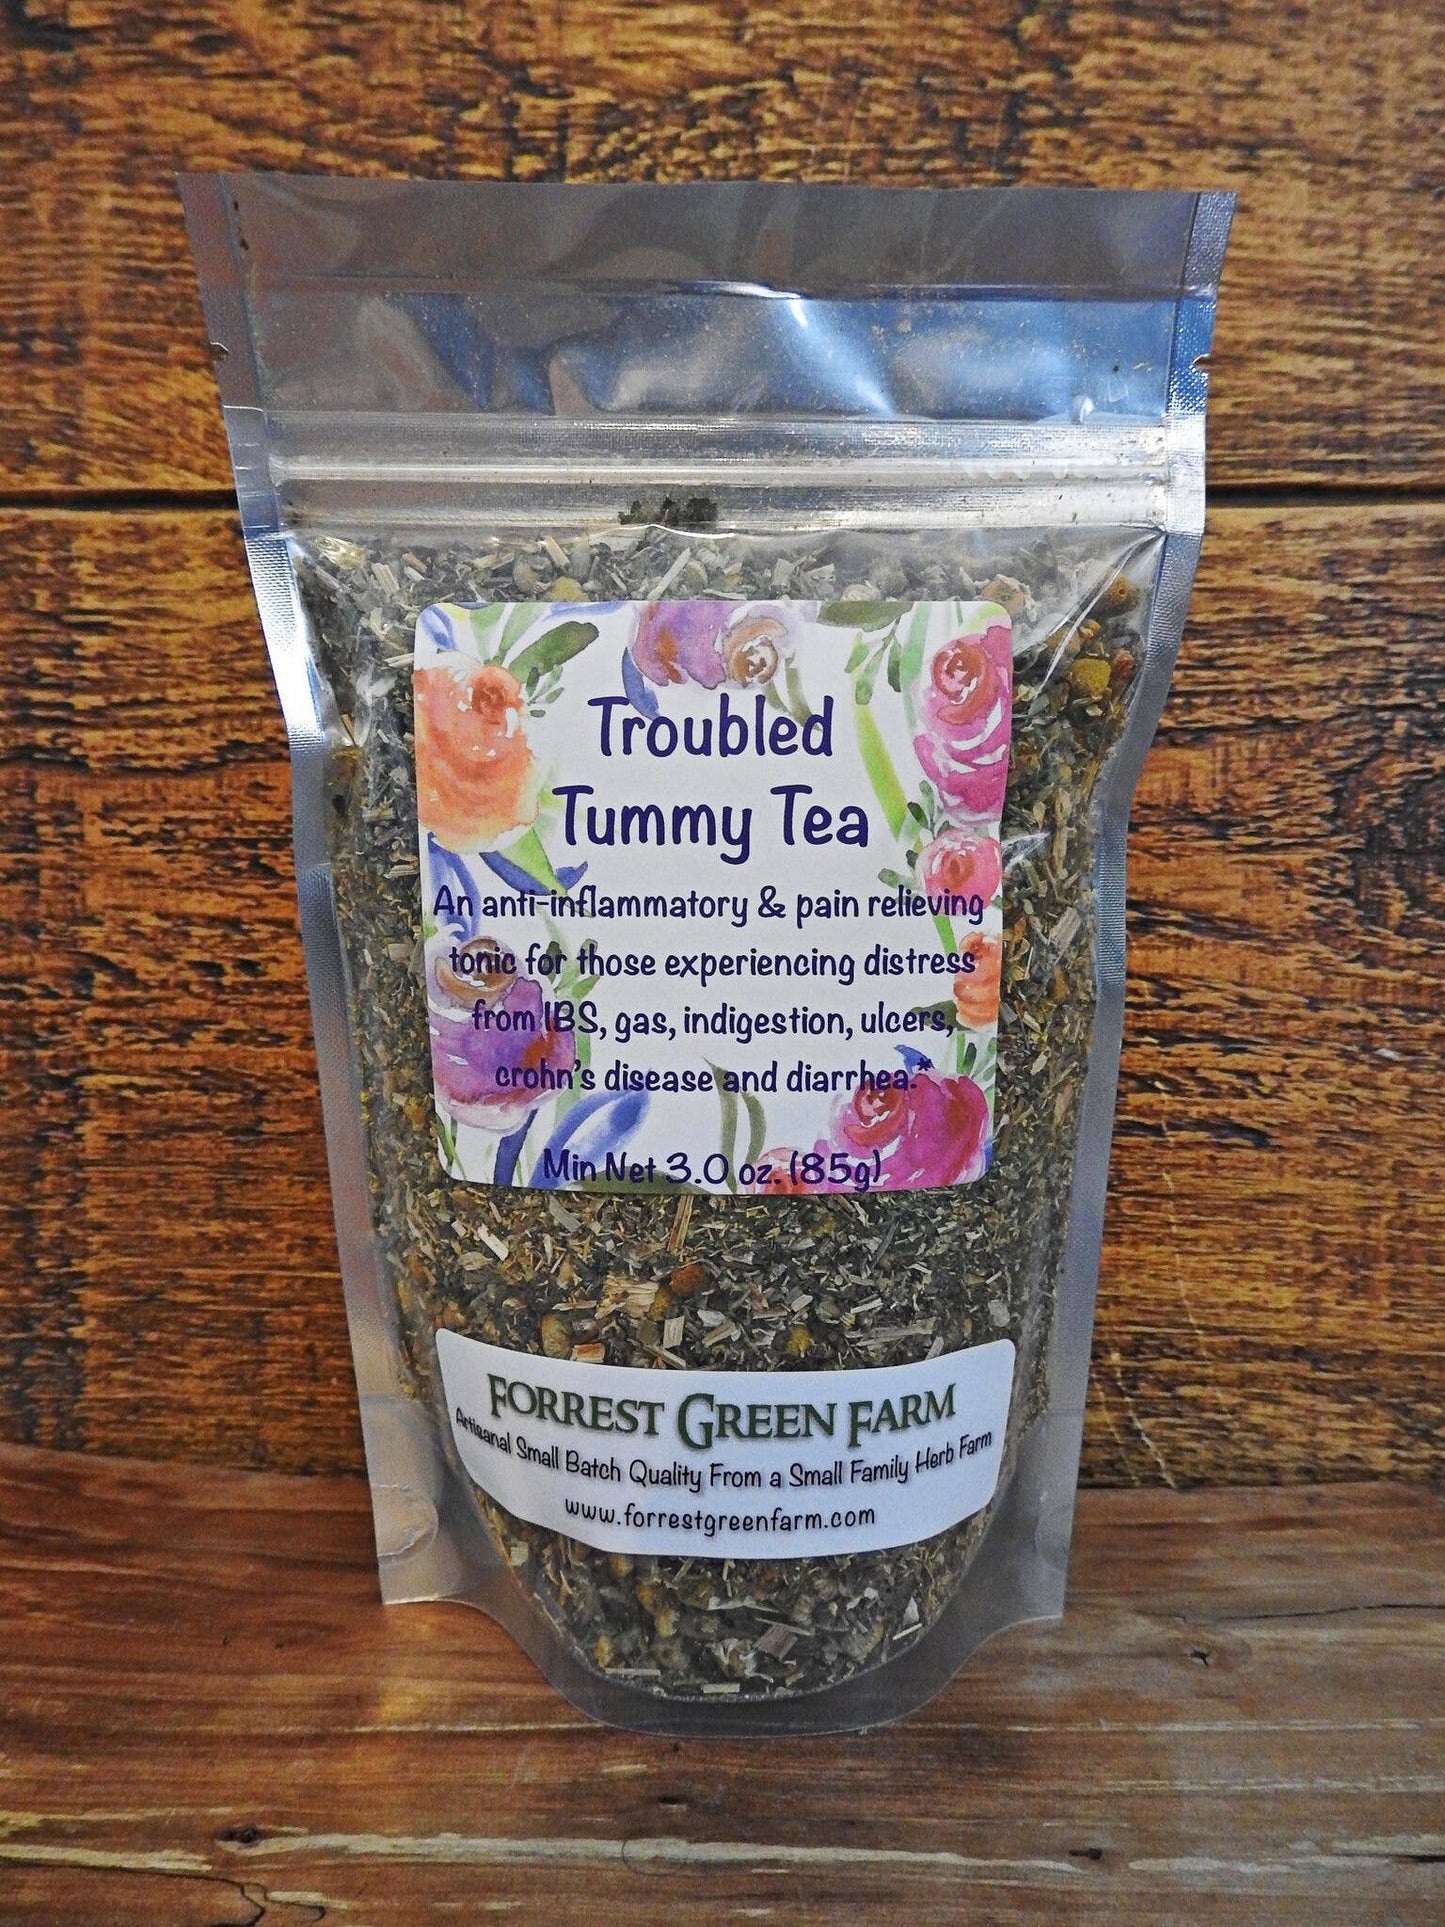 Troubled
Tummy Tea
An anti-inflammatory & pain relieving
tonic for those experiencing distress
from IBS, gas, indigestion, ulcers,
crohn's disease and diarrhea.*
Min Net 3.0 oz. (85g)
FORREST GREEN FARM
Artisanal Small Batch Quality From a Small Family Herb Farm
www.forrestgreenfarm.com